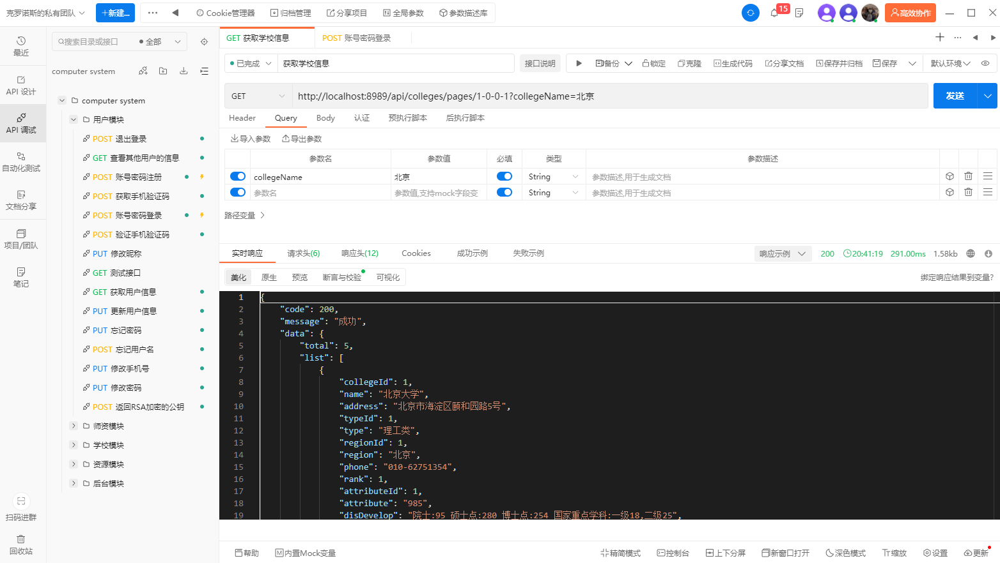 克罗诺斯的私有团队 +新建... Cookie管理器 归档管理 分享项目 全局参数 参数描述库 15 高效协作
最近
API 设计
API 调试
自动化测试
文档分享
项目/团队
笔记
扫码进群
回收站
搜索目录或接口 全部
computer system
computer system
用户模块
POST 退出登录
GET 查看其他用户的信息
POST 账号密码注册
POST 获取手机验证码
POST 账号密码登录
POST 验证手机验证码
PUT 修改昵称
GET 测试接口
GET 获取用户信息
PUT 更新用户信息
PUT 忘记密码
POST 忘记用户名
PUT 修改手机号
PUT 修改密码
POST 返回RSA加密的公钥
师资模块
学校模块
资源模块
后台模块
GET 获取学校信息 POST 账号密码登录
已完成 获取学校信息 接口说明 备份 锁定 克隆 生成代码 分享文档 保存并归档 保存 默认环境
GET http://localhost:8989/api/colleges/pages/1-0-0-1?collegeName=北京 发送
Header Query Body 认证 预执行脚本 后执行脚本
导入参数 导出参数
参数名 参数值 必填 类型 参数描述
collegeName 北京 String 参数描述,用于生成文档
参数名 参数值,支持mock字段变 String 参数描述,用于生成文档
路径变量
实时响应 请求头(6) 响应头(12) Cookies 成功示例 失败示例 响应示例 200 20:41:19 291.00ms 1.58kb
美化 原生 预览 断言与校验 可视化 绑定响应结果到变量?
1 {
2 "code": 200,
3 "message": "成功",
4 "data": {
5 "total": 5,
6 "list": [
7 {
8 "collegeId": 1,
9 "name": "北京大学",
10 "address": "北京市海淀区颐和园路5号",
11 "typeId": 1,
12 "type": "理工类",
13 "regionId": 1,
14 "region": "北京",
15 "phone": "010-62751354",
16 "rank": 1,
17 "attributeId": 1,
18 "attribute": "985",
19 "disDevelop": "院士:95 硕士点:280 博士点:254 国家重点学科:一级18,二级25",
帮助 内置Mock变量 精简模式 控制台 上下分屏 新窗口打开 深色模式 缩放 设置 更新